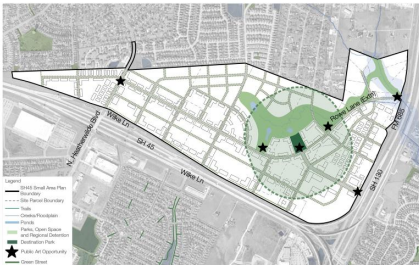 N. Heatherwilde Blvd
Wilke Ln
SH 45
Wilke Ln
Rowe Lane (Ext.)
FM 685
SH 130
Legend
SH45 Small Area Plan
Boundary
Site Parcel Boundary
Trails
Creeks/Floodplain
Ponds
Parks, Open Space
and Regional Detention
Destination Park
Public Art Opportunity
Green Street